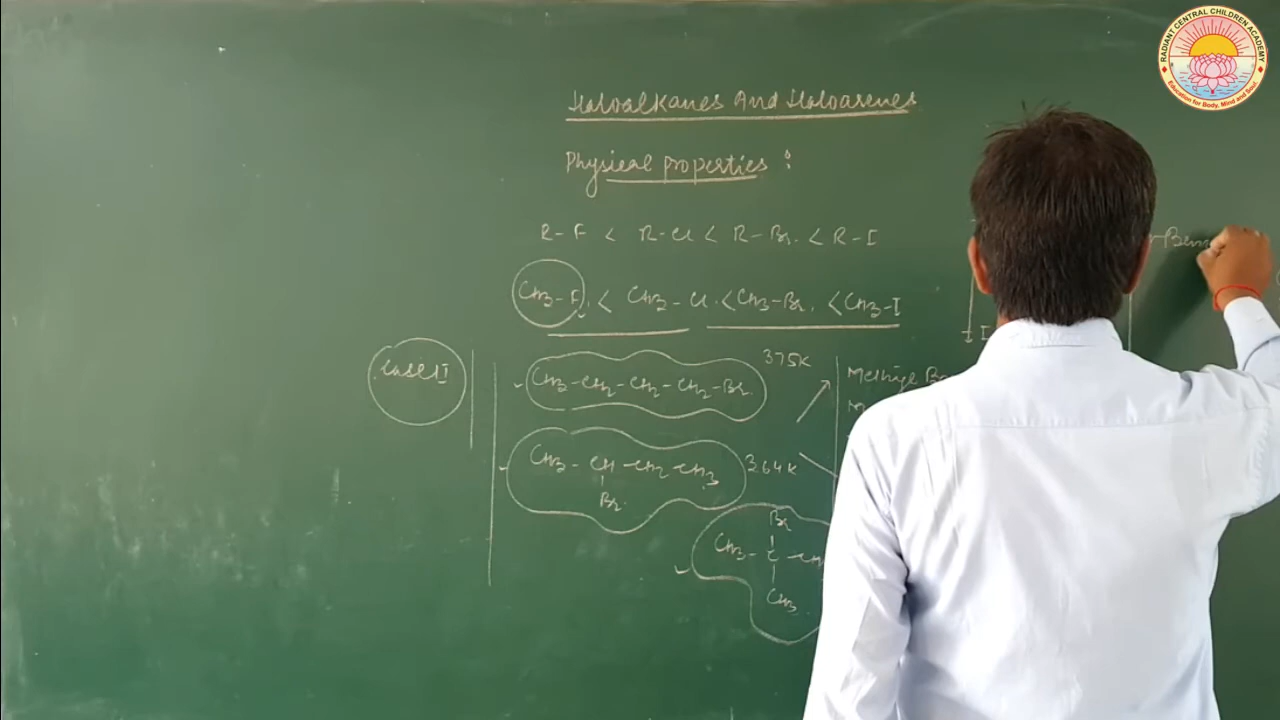 RADIANT CENTRAL CHILDREN ACADEMY
Education for Body, Mind and Soul
Haloalkanes And Haloarenes
Physical properties :
R-F < R-Cl < R-Br < R-I
CH3-F < CH3-Cl < CH3-Br < CH3-I
Case II
CH3-CH2-CH2-CH2-Br 375K
CH3-CH-CH2-CH3 364K
Br
Br
CH3-C-CH
CH3
Methyl